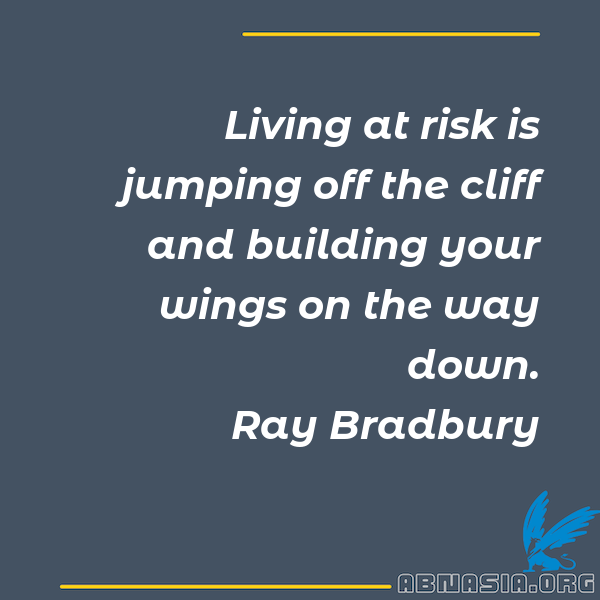 Living at risk is
jumping off the cliff
and building your
wings on the way
down.
Ray Bradbury
ABNASIA.ORG